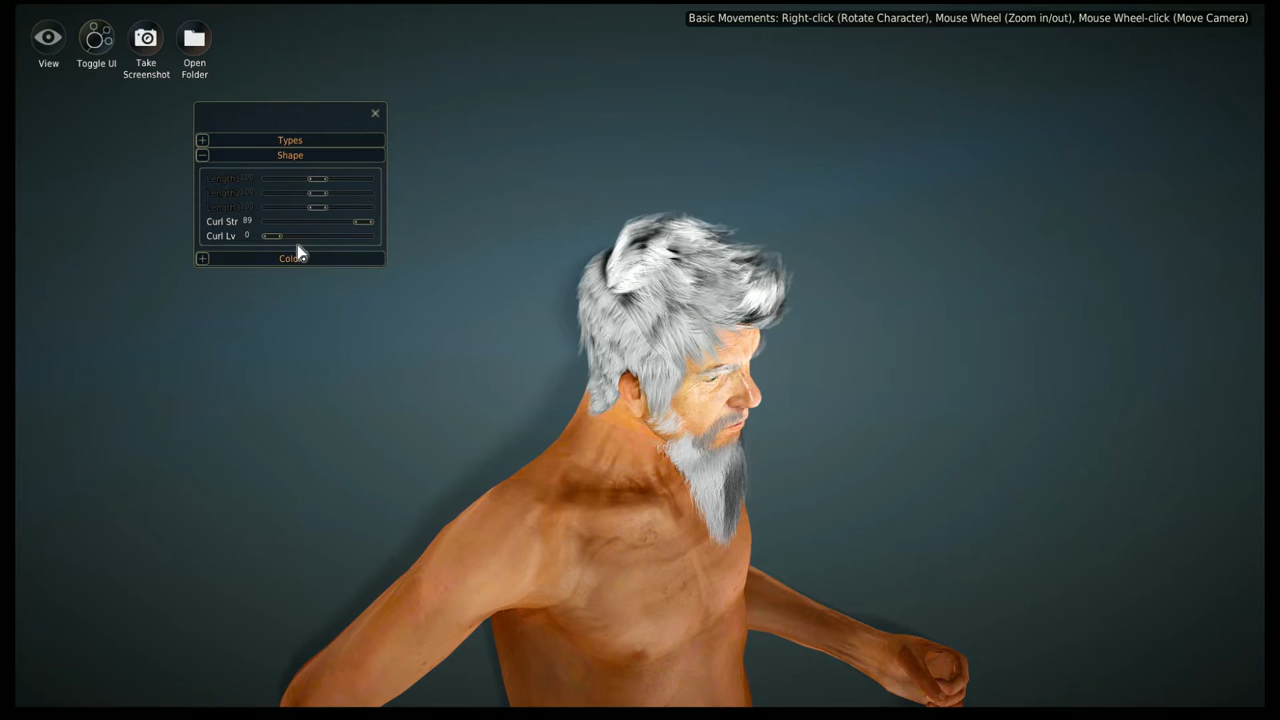 Basic Movements: Right-click (Rotate Character), Mouse Wheel (Zoom in/out), Mouse Wheel-click (Move Camera)
View
Toggle UI
Take
Screenshot
Open
Folder
Types
Shape
Curl Str 89
Curl Lv 0